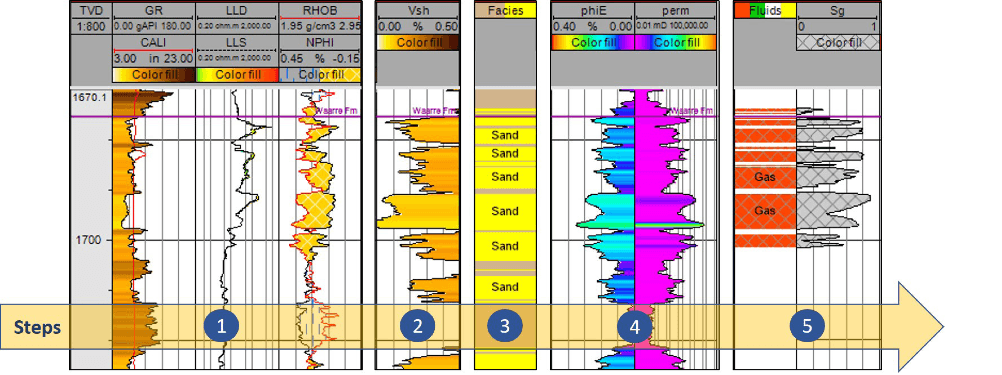 TVD GR LLD RHOB Vsh Facies phiE perm Fluids Sg
1:800 0.00 gAPI 180.00 0.20 ohm.m 2,000.00 1.95 g/cm3 2.95 0.00 0.50 0.40 % 0.00 0.01 mD 100,000.00 0 1
CALI LLS NPHI Color fill Color fill Color fill Color fill
3.00 in 23.00 0.20 ohm.m 2,000.00 0.45 % -0.15
Color fill Color fill Color fill
1670.1
Waarre Fm Waarre Fm Waarre Fm
Sand
Sand
Sand Gas
Sand Gas
1700 Sand
Sand
Steps 1 2 3 4 5